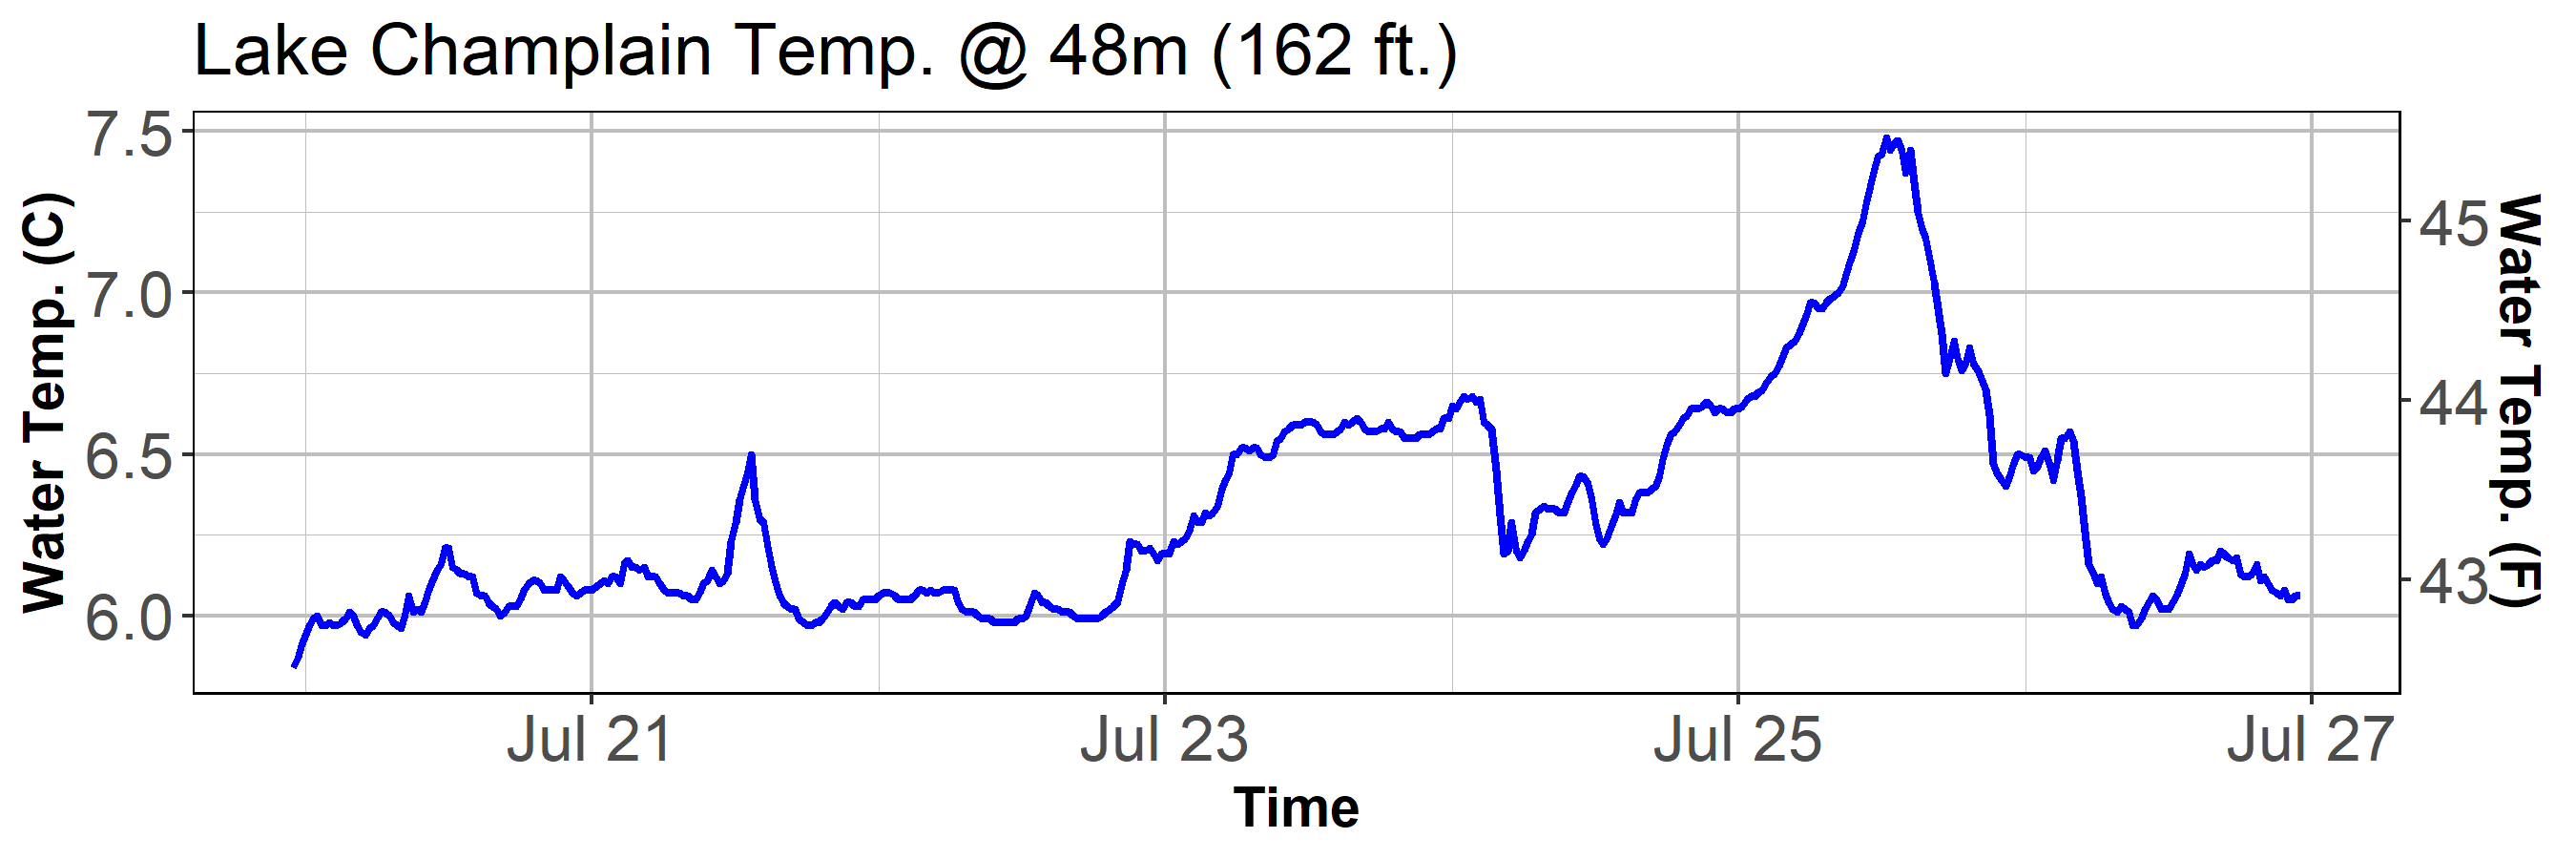 Lake Champlain Temp. @ 48m (162 ft.)
Water Temp. (C)
7.5
7.0
6.5
6.0
45
44
43
Water Temp. (F)
Jul 21
Jul 23
Jul 25
Jul 27
Time